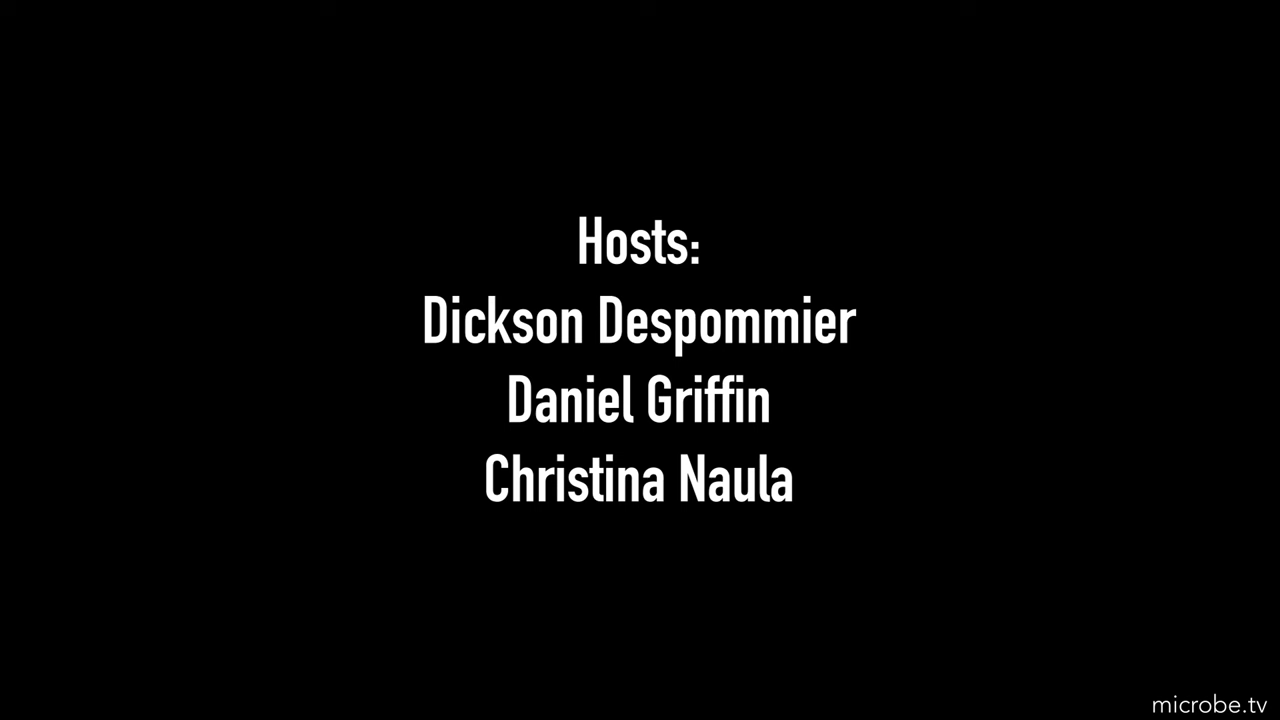 Hosts:
Dickson Despommier
Daniel Griffin
Christina Naula
microbe.tv